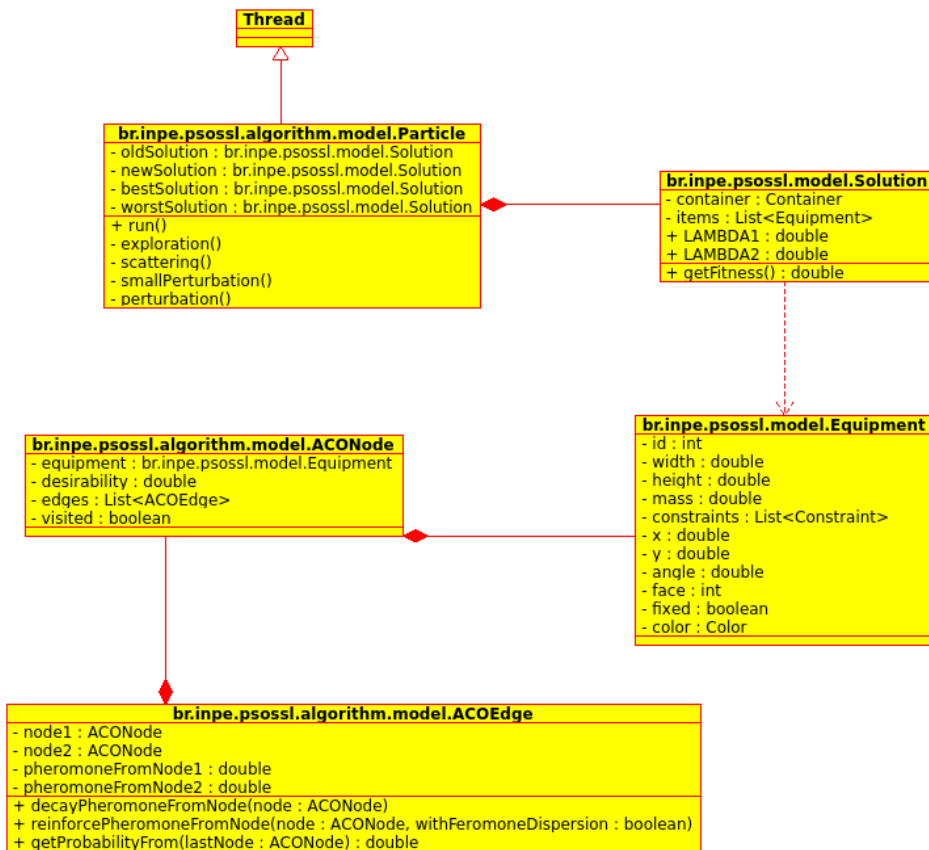 Thread
br.inpe.psossl.algorithm.model.Particle
- oldSolution : br.inpe.psossl.model.Solution
- newSolution : br.inpe.psossl.model.Solution
- bestSolution : br.inpe.psossl.model.Solution
- worstSolution : br.inpe.psossl.model.Solution
+ run()
- exploration()
- scattering()
- smallPerturbation()
- perturbation()
br.inpe.psossl.model.Solution
- container : Container
- items : List<Equipment>
+ LAMBDA1 : double
+ LAMBDA2 : double
+ getFitness() : double
br.inpe.psossl.algorithm.model.ACONode
- equipment : br.inpe.psossl.model.Equipment
- desirability : double
- edges : List<ACOEdge>
- visited : boolean
br.inpe.psossl.model.Equipment
- id : int
- width : double
- height : double
- mass : double
- constraints : List<Constraint>
- x : double
- y : double
- angle : double
- face : int
- fixed : boolean
- color : Color
br.inpe.psossl.algorithm.model.ACOEdge
- node1 : ACONode
- node2 : ACONode
- pheromoneFromNode1 : double
- pheromoneFromNode2 : double
+ decayPheromoneFromNode(node : ACONode)
+ reinforcePheromoneFromNode(node : ACONode, withFeromoneDispersion : boolean)
+ getProbabilityFrom(lastNode : ACONode) : double